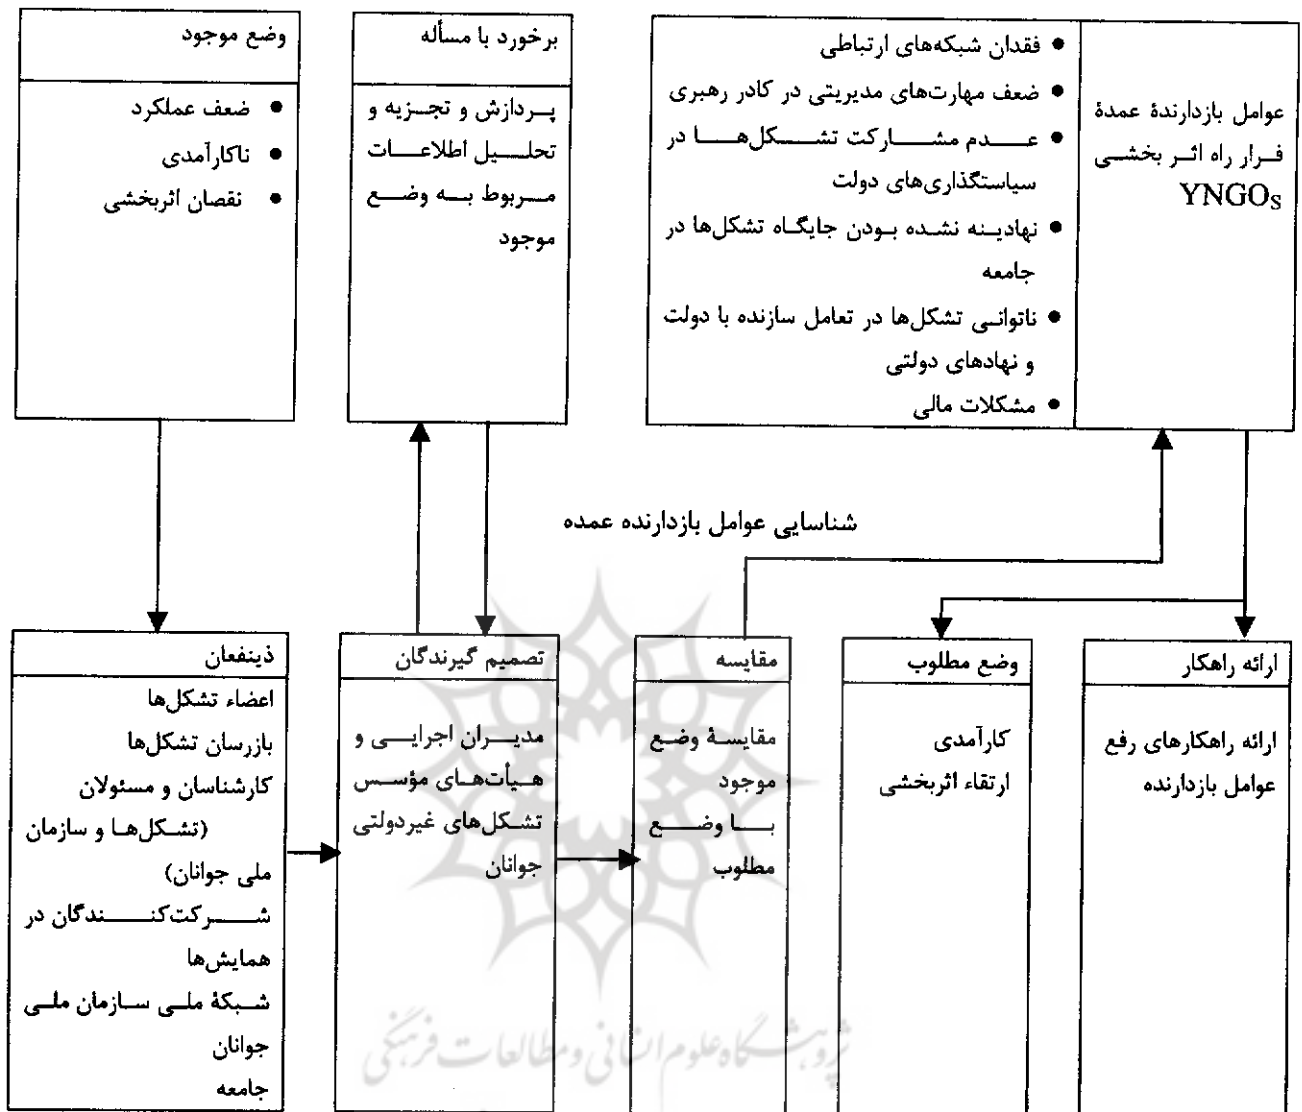 وضع موجود
ضعف عملکرد
ناکارآمدی
نقصان اثربخشی
برخورد با مسأله
پردازش و تجزیه و
تحلیل اطلاعات
مربوط به وضع
موجود
فقدان شبکه‌های ارتباطی
ضعف مهارت‌های مدیریتی در کادر رهبری
عدم مشارکت تشکل‌ها در
سیاستگذاری‌های دولت
نهادینه نشده بودن جایگاه تشکل‌ها در
جامعه
ناتوانی تشکل‌ها در تعامل سازنده با دولت
و نهادهای دولتی
مشکلات مالی
عوامل بازدارندهٔ عمدهٔ
فرار راه اثر بخشی
YNGOs
شناسایی عوامل بازدارنده عمده
ذینفعان
اعضاء تشکل‌ها
بازرسان تشکل‌ها
کارشناسان و مسئولان
(تشکل‌ها و سازمان
ملی جوانان)
شرکت‌کنندگان در
همایش‌ها
شبکهٔ ملی سازمان ملی
جوانان
جامعه
تصمیم گیرندگان
مدیران اجرایی و
هیأت‌های مؤسس
تشکل‌های غیردولتی
جوانان
مقایسه
مقایسهٔ وضع
موجود
با وضع
مطلوب
وضع مطلوب
کارآمدی
ارتقاء اثربخشی
ارائه راهکار
ارائه راهکارهای رفع
عوامل بازدارنده
پژوهشگاه علوم انسانی و مطالعات فرهنگی